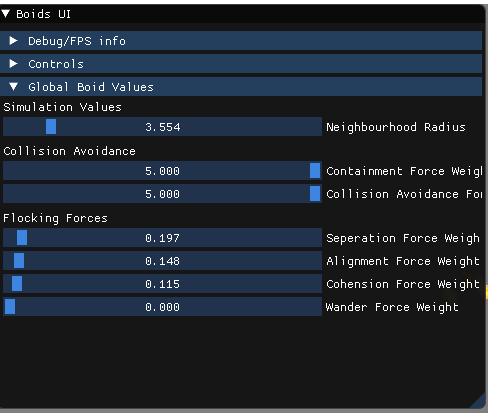 Boids UI
Debug/FPS info
Controls
Global Boid Values
Simulation Values
3.554 Neighbourhood Radius
Collision Avoidance
5.000 Containment Force Weigh
5.000 Collision Avoidance For
Flocking Forces
0.197 Seperation Force Weigh
0.148 Alignment Force Weight
0.115 Cohension Force Weight
0.000 Wander Force Weight